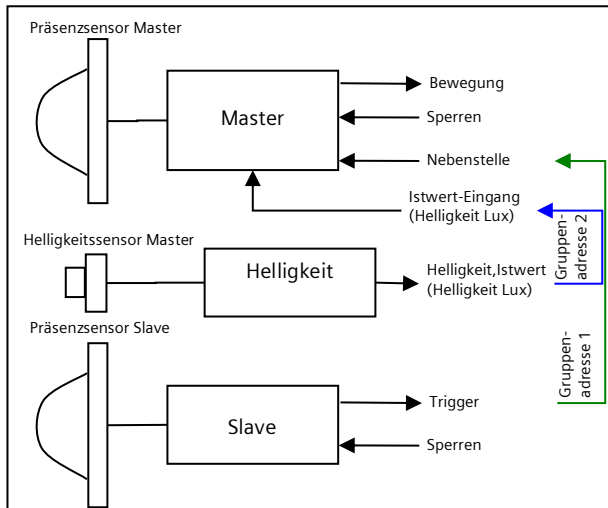 Präsenzsensor Master
Master
Bewegung
Sperren
Nebenstelle
Istwert-Eingang
(Helligkeit Lux)
Gruppen-
adresse 2
Helligkeitssensor Master
Helligkeit
Helligkeit,Istwert
(Helligkeit Lux)
Präsenzsensor Slave
Gruppen-
adresse 1
Slave
Trigger
Sperren